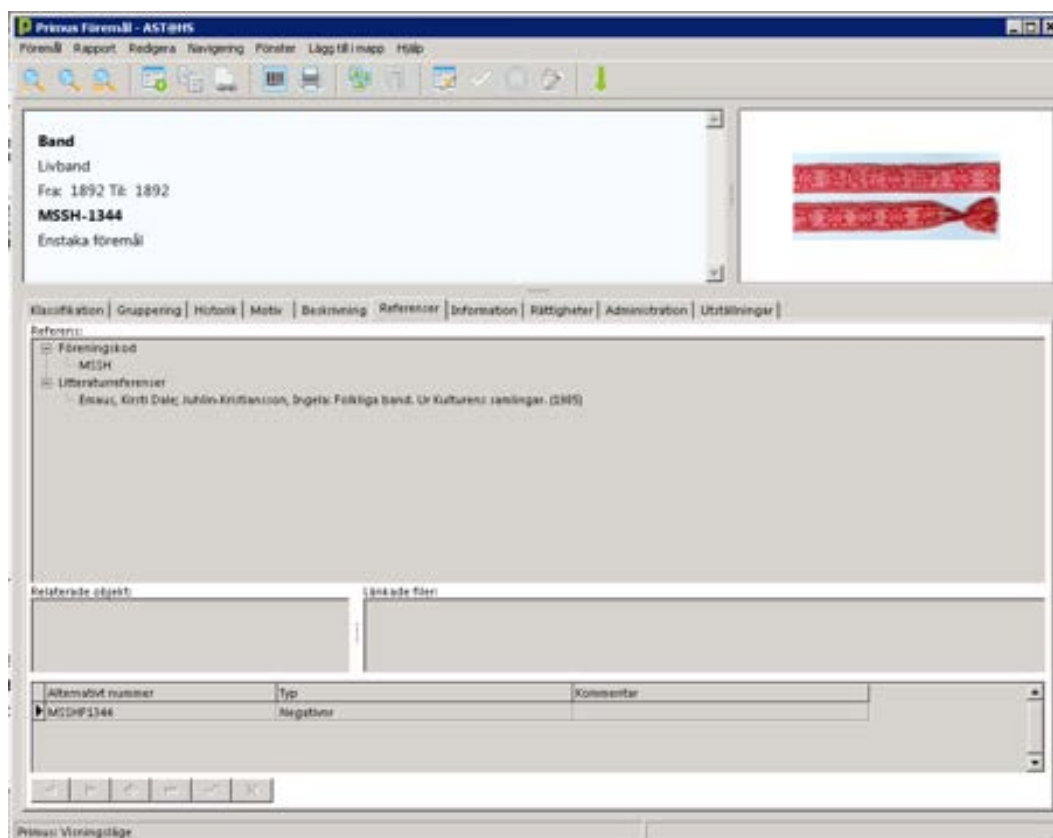 Primus Föremål - AST@HS
Föremål Rapport Redigera Navigering Fönster Lägg till i mapp Hjälp
Band
Livband
Fra: 1892 Til: 1892
MSSH-1344
Enstaka föremål
Klassifikation Gruppering Historik Motiv Beskrivning Referenser Information Rättigheter Administration Utställningar
Referens:
Föreningskod
MSSH
Litteraturreferenser
Emaus, Kirsti Dale; Juhlin-Kristiansson, Ingela: Folkliga band. Ur Kulturens samlingar. (1985)
Relaterade objekt: Länkade filer:
Alternativt nummer Typ Kommentar
MSSHF1344 Negativnr
Primus: Visningsläge